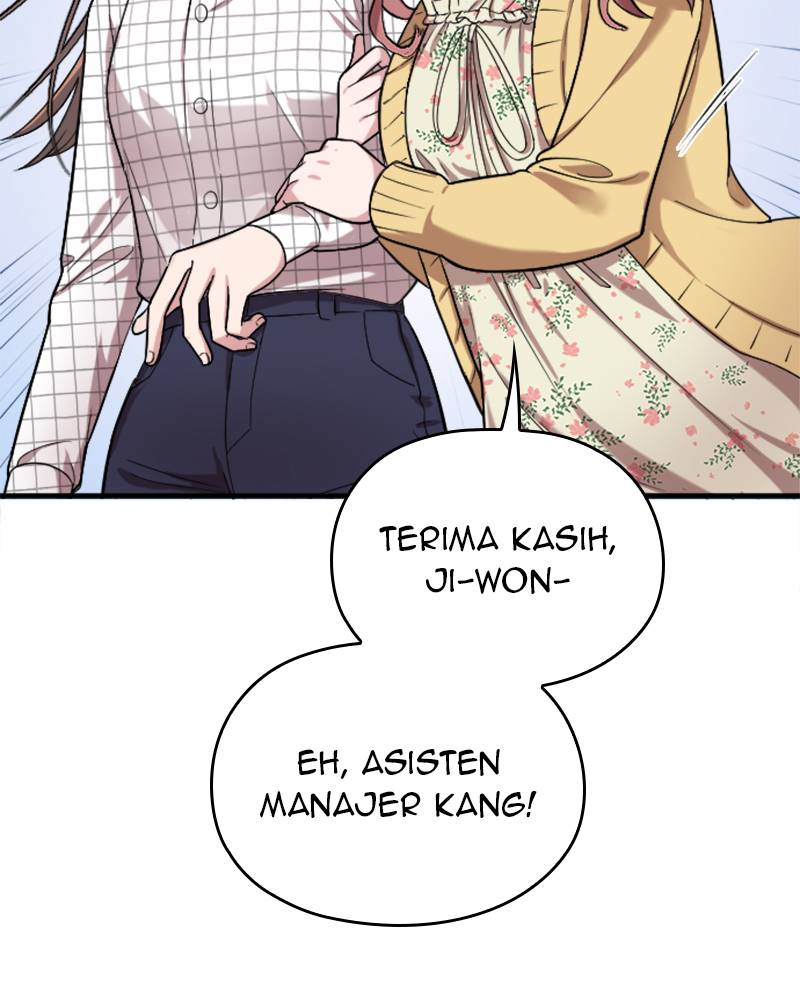 TERIMA KASIH,
JI-WON-
EH, ASISTEN
MANAJER KANG!